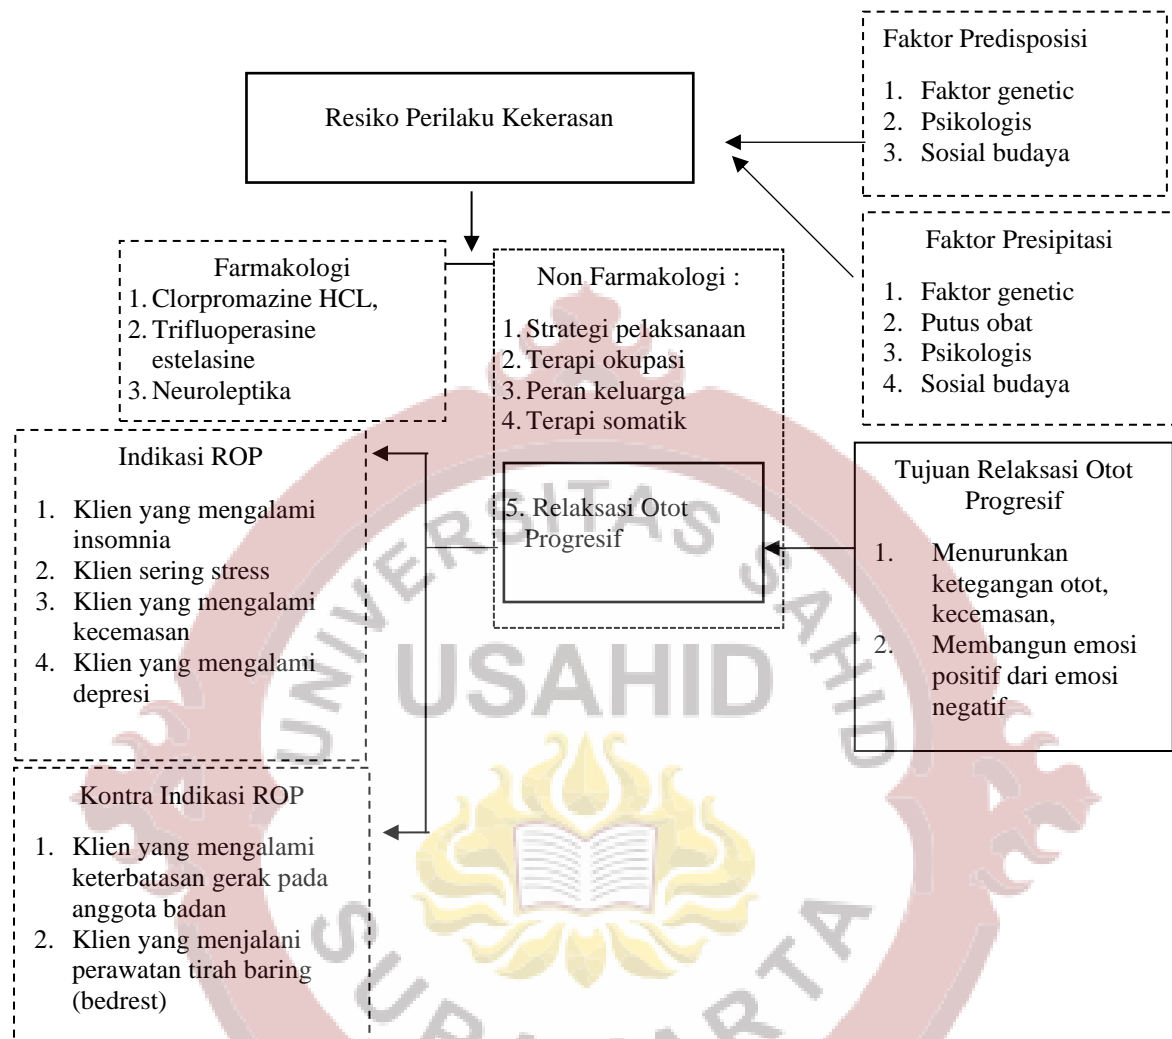 Faktor Predisposisi
1. Faktor genetic
2. Psikologis
3. Sosial budaya
Resiko Perilaku Kekerasan
Faktor Presipitasi
1. Faktor genetic
2. Putus obat
3. Psikologis
4. Sosial budaya
Farmakologi
1. Clorpromazine HCL,
2. Trifluoperasine
estelasine
3. Neuroleptika
Non Farmakologi :
1. Strategi pelaksanaan
2. Terapi okupasi
3. Peran keluarga
4. Terapi somatik
5. Relaksasi Otot
Progresif
Tujuan Relaksasi Otot
Progresif
1. Menurunkan
ketegangan otot,
kecemasan,
2. Membangun emosi
positif dari emosi
negatif
Indikasi ROP
1. Klien yang mengalami
insomnia
2. Klien sering stress
3. Klien yang mengalami
kecemasan
4. Klien yang mengalami
depresi
Kontra Indikasi ROP
1. Klien yang mengalami
keterbatasan gerak pada
anggota badan
2. Klien yang menjalani
perawatan tirah baring
(bedrest)
UNIVERSITAS SAHID
USAHID
SURAKARTA